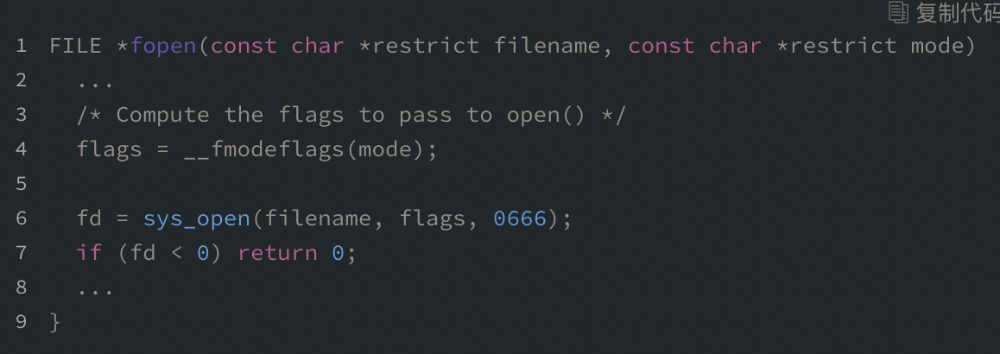 复制代码
1 FILE *fopen(const char *restrict filename, const char *restrict mode)
2 ...
3 /* Compute the flags to pass to open() */
4 flags = __fmodeflags(mode);
5
6 fd = sys_open(filename, flags, 0666);
7 if (fd < 0) return 0;
8 ...
9 }